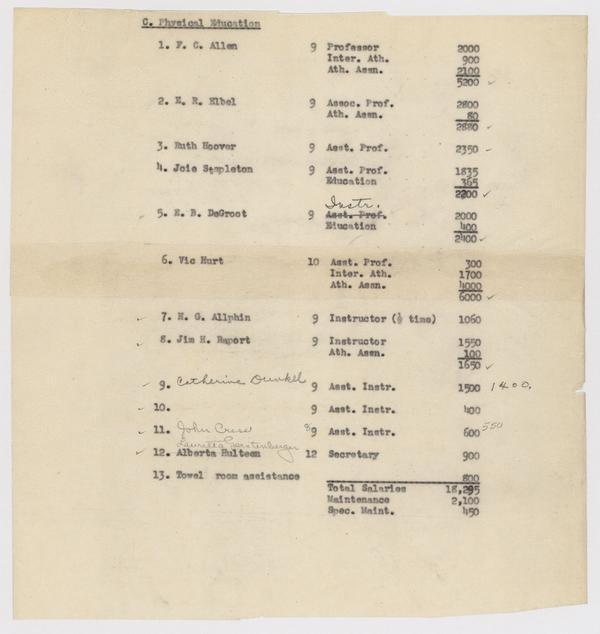 C. Physical Education
1. F. C. Allen 9 Professor 2000
Inter. Ath. 900
Ath. Assn. 2100
5200
2. E. R. Elbel 9 Assoc. Prof. 2800
Ath. Assn. 80
2880
3. Ruth Hoover 9 Asst. Prof. 2350
4. Joie Stapleton 9 Asst. Prof. 1835
Education 365
2200
Instr.
5. E. B. DeGroot 9 Asst. Prof. 2000
Education 400
2400
6. Vic Hurt 10 Asst. Prof. 300
Inter. Ath. 1700
Ath. Assn. 4000
6000
7. H. G. Allphin 9 Instructor (½ time) 1060
8. Jim H. Raport 9 Instructor 1550
Ath. Assn. 100
1650
9. Catherine Dunkel 9 Asst. Instr. 1500 1400.
10. 9 Asst. Instr. 400
11. John Cress 89 Asst. Instr. 600 550
Lauretta Gerstenberger
12. Alberta Hulteen 12 Secretary 900
13. Towel room assistance 800
Total Salaries 18,295
Maintenance 2,100
Spec. Maint. 450